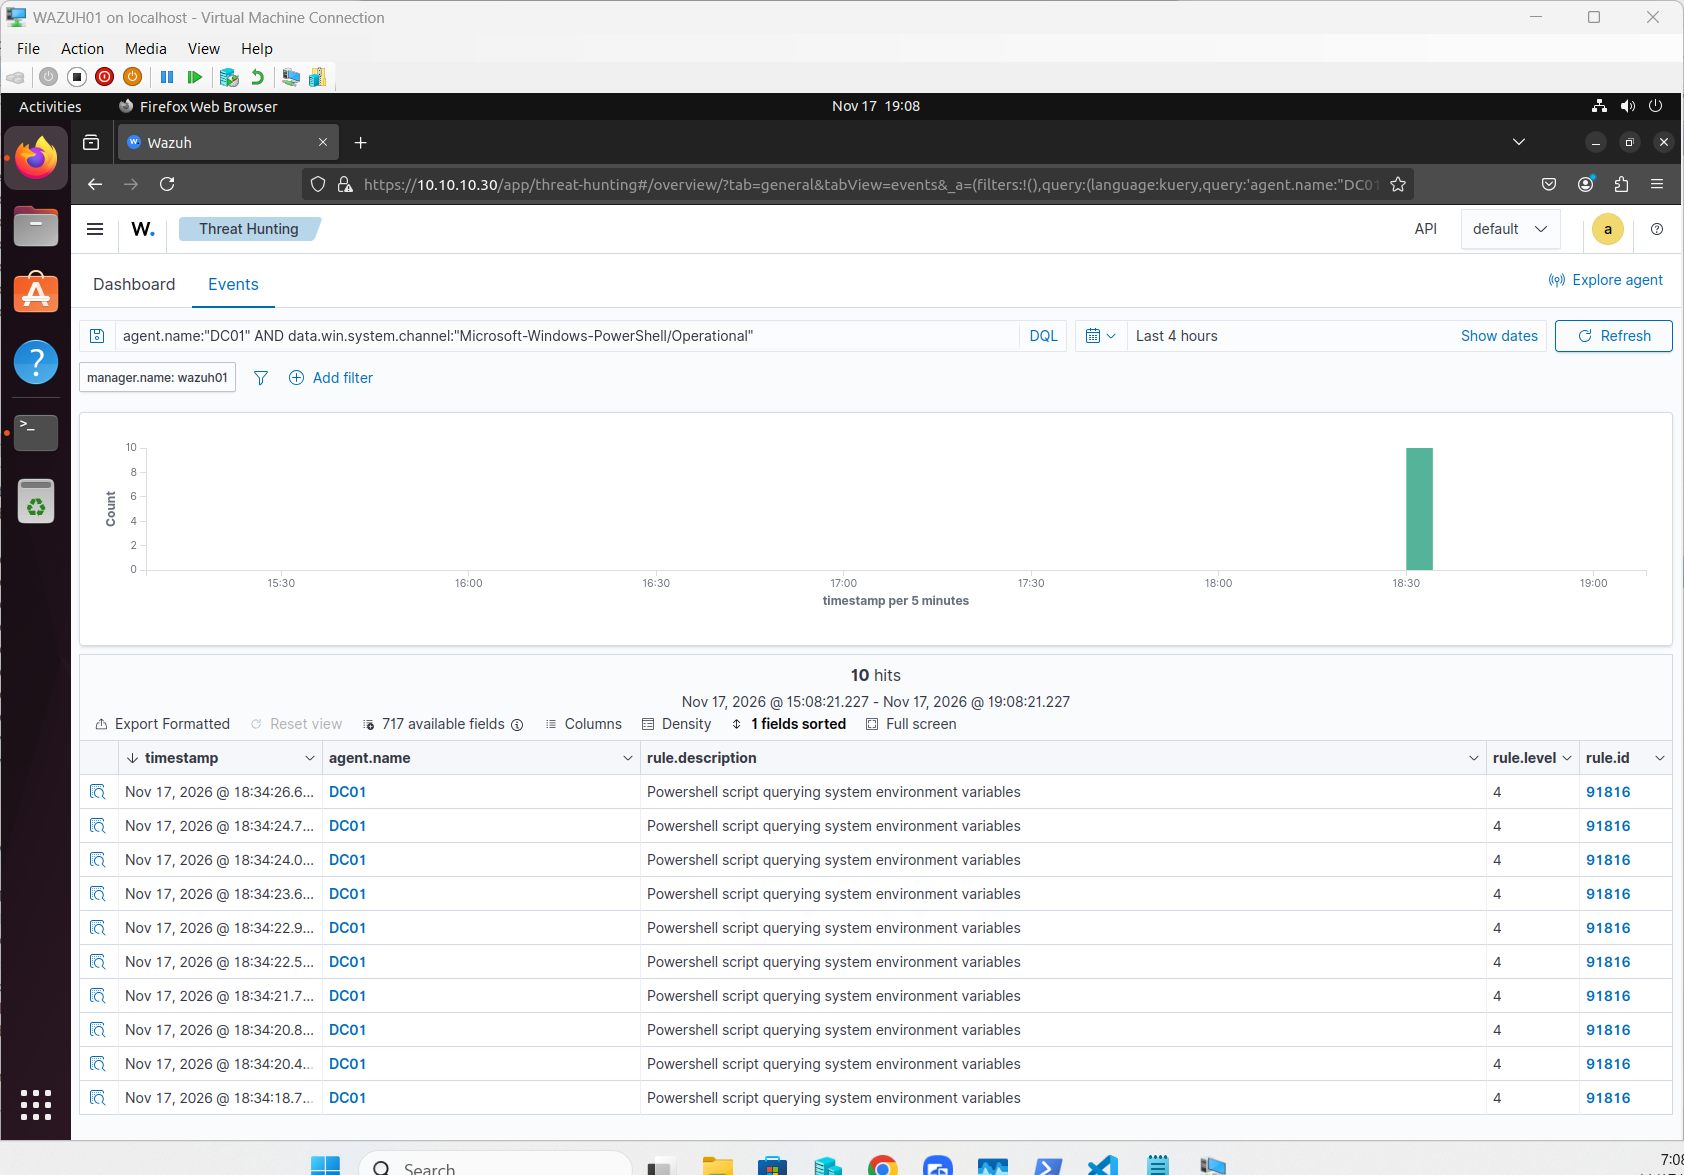 WAZUH01 on localhost - Virtual Machine Connection
File Action Media View Help
Activities Firefox Web Browser Nov 17 19:08
Wazuh
https://10.10.10.30/app/threat-hunting#/overview/?tab=general&tabView=events&_a=(filters:!(),query:(language:kuery,query:'agent.name:"DC01
W. Threat Hunting API default a
Dashboard Events Explore agent
agent.name:"DC01" AND data.win.system.channel:"Microsoft-Windows-PowerShell/Operational" DQL Last 4 hours Show dates Refresh
manager.name: wazuh01 Add filter
10
8
6
4
2
0
Count
15:30 16:00 16:30 17:00 17:30 18:00 18:30 19:00
timestamp per 5 minutes
10 hits
Nov 17, 2026 @ 15:08:21.227 - Nov 17, 2026 @ 19:08:21.227
Export Formatted Reset view 717 available fields Columns Density 1 fields sorted Full screen
timestamp agent.name rule.description rule.level rule.id
Nov 17, 2026 @ 18:34:26.6... DC01 Powershell script querying system environment variables 4 91816
Nov 17, 2026 @ 18:34:24.7... DC01 Powershell script querying system environment variables 4 91816
Nov 17, 2026 @ 18:34:24.0... DC01 Powershell script querying system environment variables 4 91816
Nov 17, 2026 @ 18:34:23.6... DC01 Powershell script querying system environment variables 4 91816
Nov 17, 2026 @ 18:34:22.9... DC01 Powershell script querying system environment variables 4 91816
Nov 17, 2026 @ 18:34:22.5... DC01 Powershell script querying system environment variables 4 91816
Nov 17, 2026 @ 18:34:21.7... DC01 Powershell script querying system environment variables 4 91816
Nov 17, 2026 @ 18:34:20.8... DC01 Powershell script querying system environment variables 4 91816
Nov 17, 2026 @ 18:34:20.4... DC01 Powershell script querying system environment variables 4 91816
Nov 17, 2026 @ 18:34:18.7... DC01 Powershell script querying system environment variables 4 91816
Search 7:08